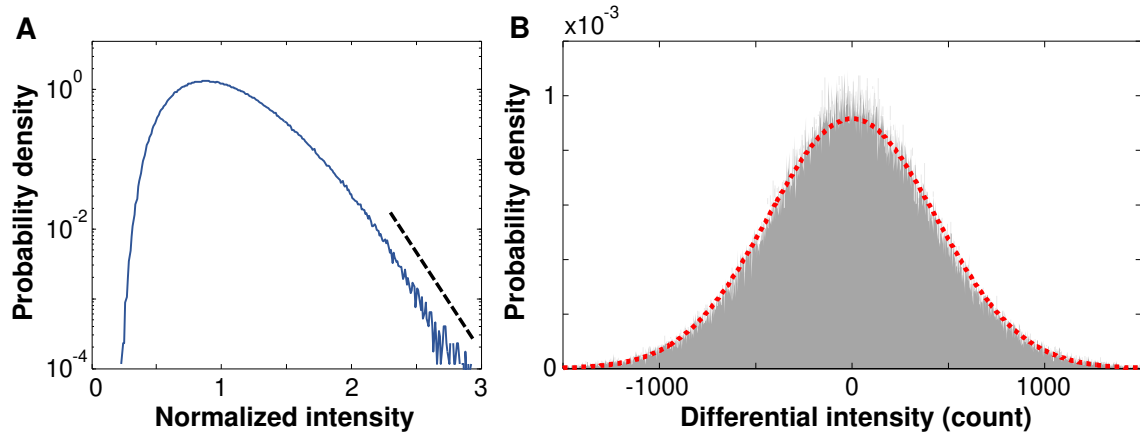 A
Probability density
10^0
10^-2
10^-4
0
1
2
3
Normalized intensity
B
x10^-3
Probability density
1
0
-1000
0
1000
Differential intensity (count)